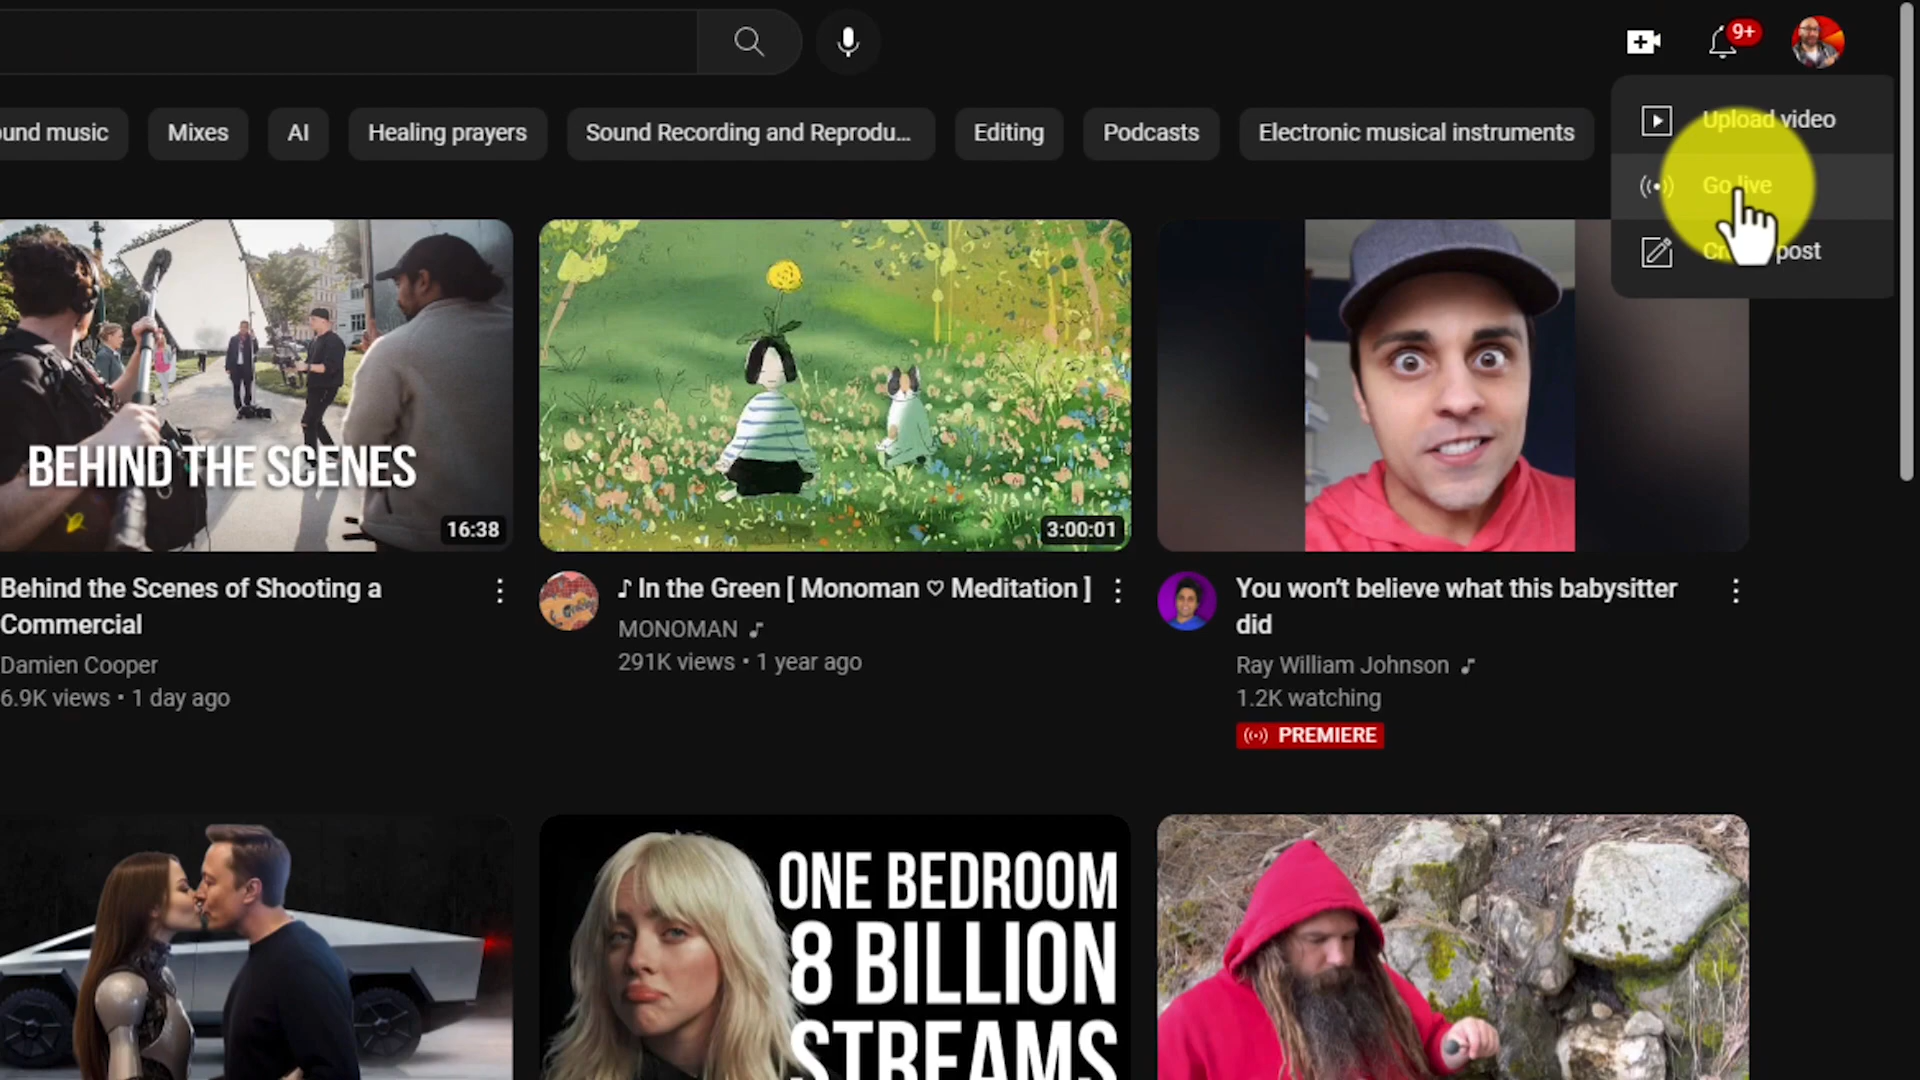 9+
ound music
Mixes
AI
Healing prayers
Sound Recording and Reprodu...
Editing
Podcasts
Electronic musical instruments
Upload video
Go live
post
BEHIND THE SCENES
16:38
3:00:01
Behind the Scenes of Shooting a
Commercial
Damien Cooper
6.9K views • 1 day ago
♪ In the Green [ Monoman ♡ Meditation ]
MONOMAN ♪
291K views • 1 year ago
You won't believe what this babysitter
did
Ray William Johnson ♪
1.2K watching
PREMIERE
ONE BEDROOM
8 BILLION
STREAMS